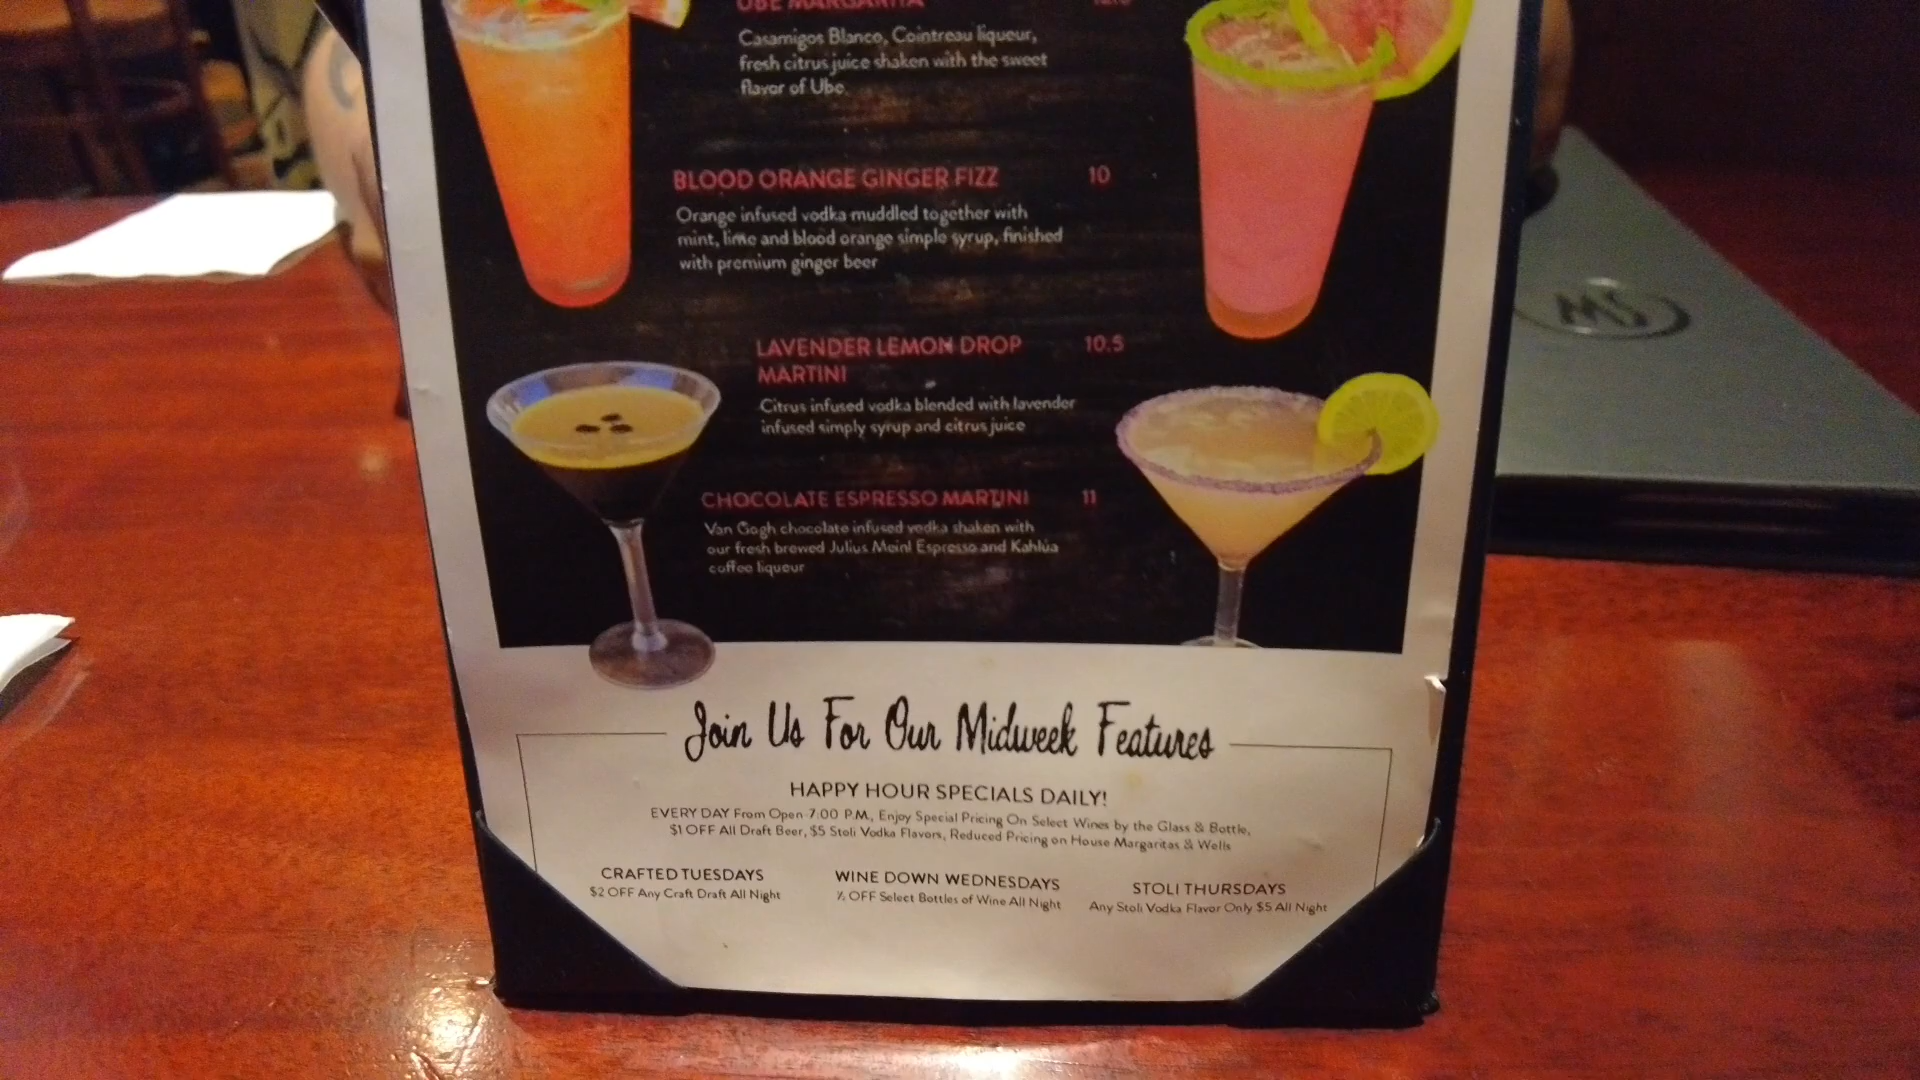 UBE MARGARITA
Casamigos Blanco, Cointreau liqueur,
fresh citrus juice shaken with the sweet
flavor of Ube
BLOOD ORANGE GINGER FIZZ 10
Orange infused vodka muddled together with
mint, lime and blood orange simple syrup, finished
with premium ginger beer
LAVENDER LEMON DROP 10.5
MARTINI
Citrus infused vodka blended with lavender
infused simply syrup and citrus juice
CHOCOLATE ESPRESSO MARTINI 11
Van Gogh chocolate infused vodka shaken with
our fresh brewed Julius Meinl Espresso and Kahlúa
coffee liqueur
Join Us For Our Midweek Features
HAPPY HOUR SPECIALS DAILY!
EVERY DAY From Open-7:00 P.M., Enjoy Special Pricing On Select Wines by the Glass & Bottle,
$1 OFF All Draft Beer, $5 Stoli Vodka Flavors, Reduced Pricing on House Margaritas & Wells
CRAFTED TUESDAYS
$2 OFF Any Craft Draft All Night
WINE DOWN WEDNESDAYS
½ OFF Select Bottles of Wine All Night
STOLI THURSDAYS
Any Stoli Vodka Flavor Only $5 All Night
MS